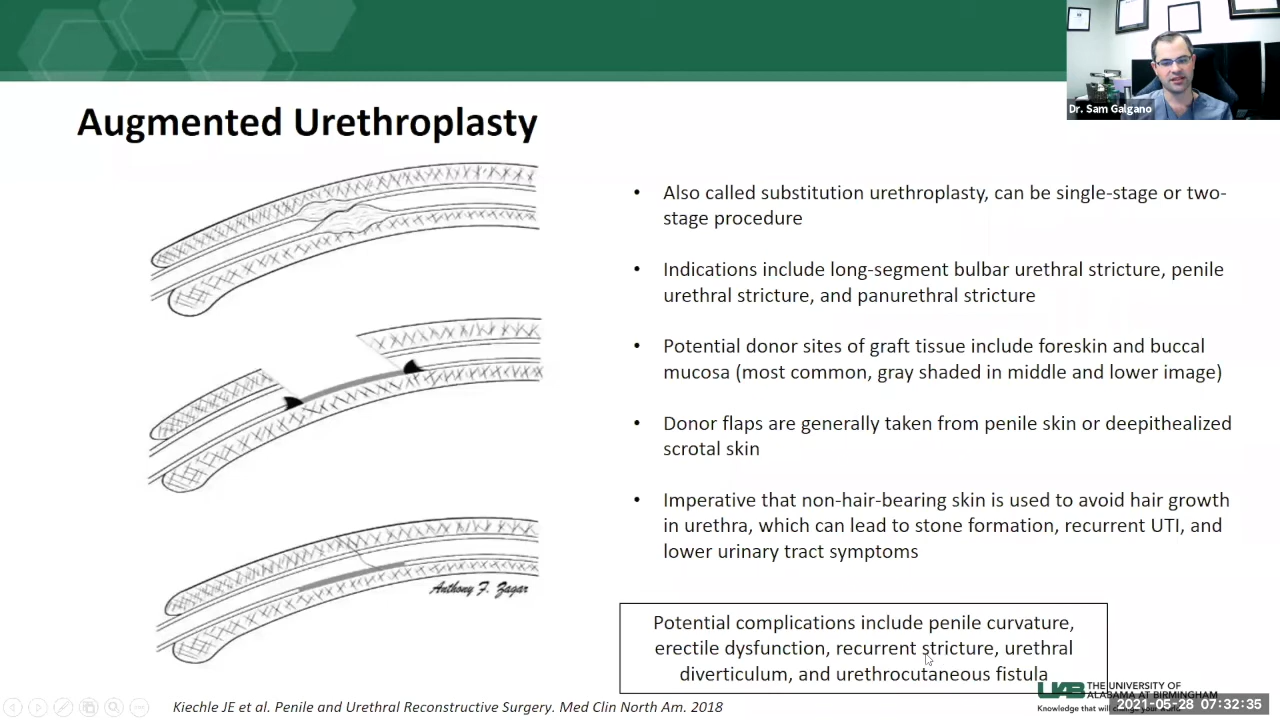 Dr. Sam Galgano
Augmented Urethroplasty
• Also called substitution urethroplasty, can be single-stage or two-
stage procedure
• Indications include long-segment bulbar urethral stricture, penile
urethral stricture, and panurethral stricture
• Potential donor sites of graft tissue include foreskin and buccal
mucosa (most common, gray shaded in middle and lower image)
• Donor flaps are generally taken from penile skin or deepithealized
scrotal skin
• Imperative that non-hair-bearing skin is used to avoid hair growth
in urethra, which can lead to stone formation, recurrent UTI, and
lower urinary tract symptoms
Anthony F. Zagar
Potential complications include penile curvature,
erectile dysfunction, recurrent stricture, urethral
diverticulum, and urethrocutaneous fistula
UAB THE UNIVERSITY OF
ALABAMA AT BIRMINGHAM
Knowledge that will
2021-05-28 07:32:35
Kiechle JE et al. Penile and Urethral Reconstructive Surgery. Med Clin North Am. 2018